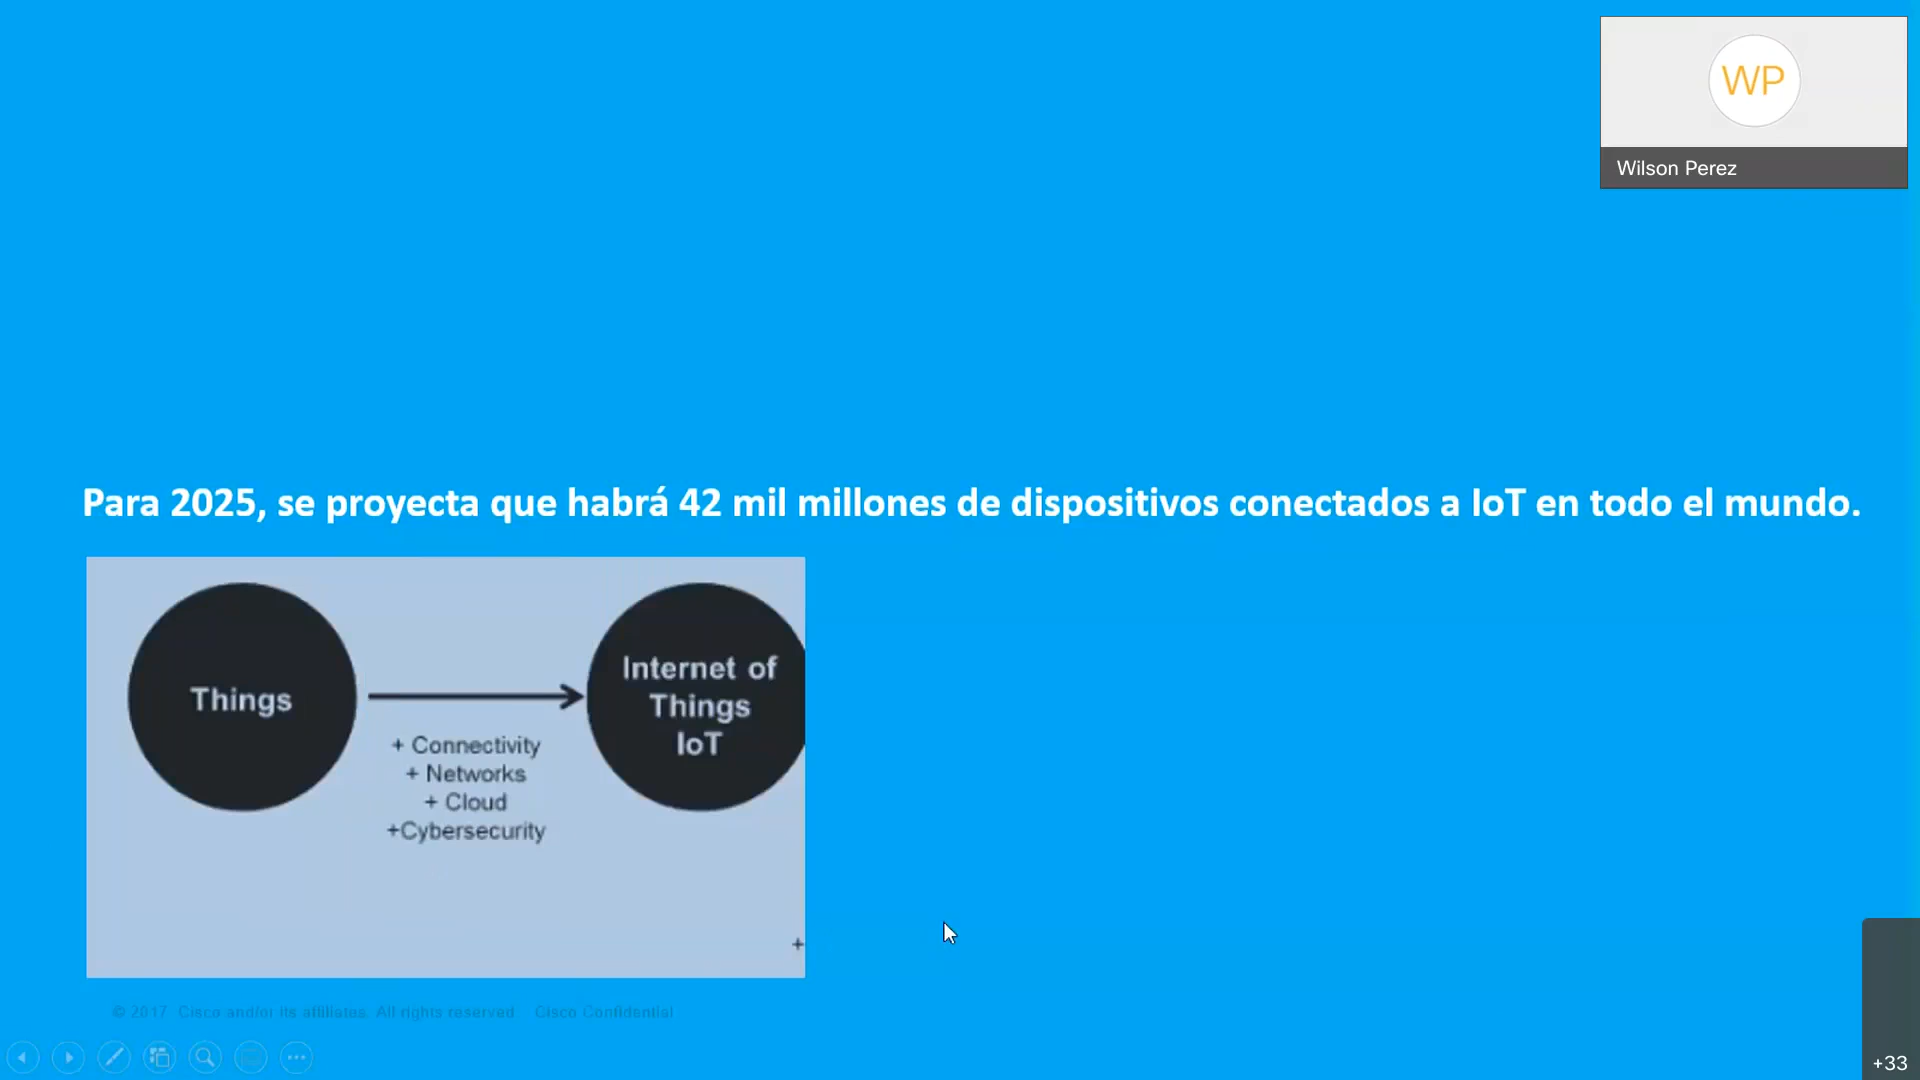 WP
Wilson Perez
Para 2025, se proyecta que habrá 42 mil millones de dispositivos conectados a IoT en todo el mundo.
Things
Internet of
Things
IoT
+ Connectivity
+ Networks
+ Cloud
+Cybersecurity
+
© 2017 Cisco and/or its affiliates. All rights reserved. Cisco Confidential
+33